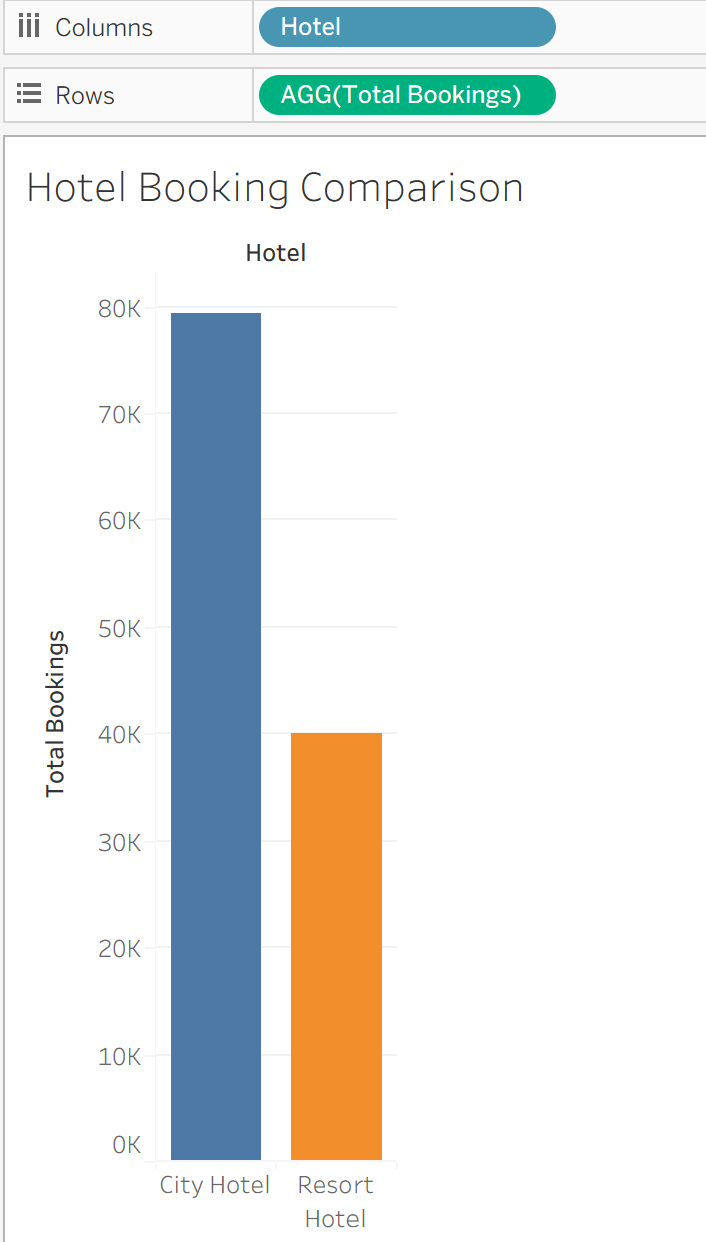 Columns
Hotel
Rows
AGG(Total Bookings)
Hotel Booking Comparison
Hotel
80K
70K
60K
50K
40K
30K
20K
10K
0K
Total Bookings
City Hotel
Resort
Hotel